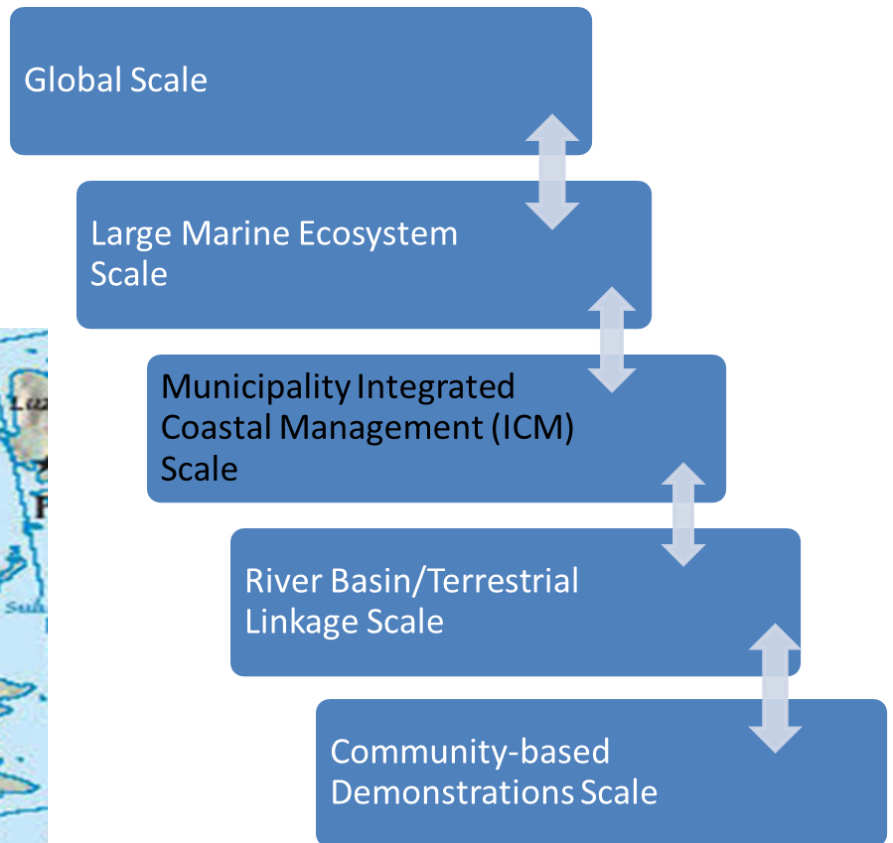 Global Scale
Large Marine Ecosystem
Scale
Municipality Integrated
Coastal Management (ICM)
Scale
River Basin/Terrestrial
Linkage Scale
Community-based
Demonstrations Scale